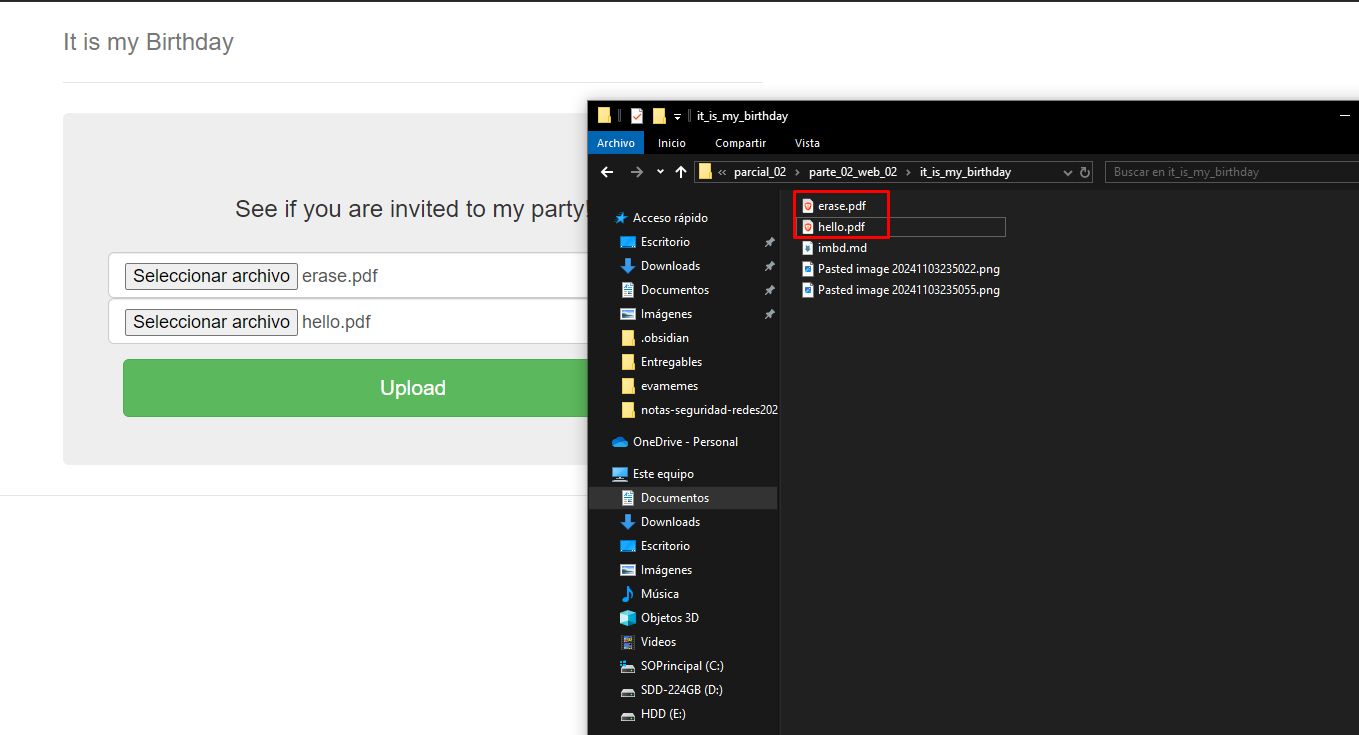 It is my Birthday
See if you are invited to my party!
Seleccionar archivo erase.pdf
Seleccionar archivo hello.pdf
Upload
it_is_my_birthday
Archivo Inicio Compartir Vista
« parcial_02 › parte_02_web_02 › it_is_my_birthday
Buscar en it_is_my_birthday
Acceso rápido
Escritorio
Downloads
Documentos
Imágenes
.obsidian
Entregables
evamemes
notas-seguridad-redes202
OneDrive - Personal
Este equipo
Documentos
Downloads
Escritorio
Imágenes
Música
Objetos 3D
Videos
SOPrincipal (C:)
SDD-224GB (D:)
HDD (E:)
erase.pdf
hello.pdf
imbd.md
Pasted image 20241103235022.png
Pasted image 20241103235055.png